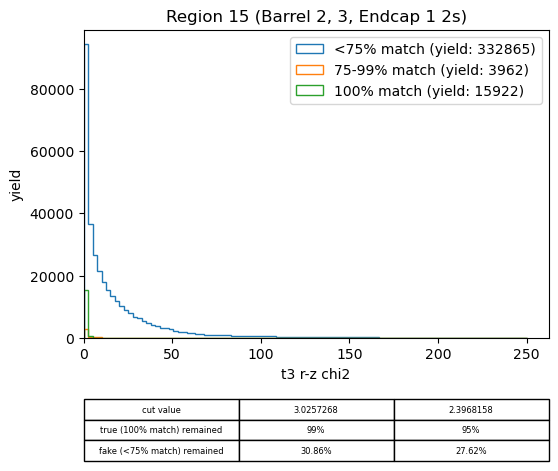 Region 15 (Barrel 2, 3, Endcap 1 2s)
<75% match (yield: 332865)
75-99% match (yield: 3962)
100% match (yield: 15922)
yield
80000
60000
40000
20000
0
0 50 100 150 200 250
t3 r-z chi2
cut value 3.0257268 2.3968158
true (100% match) remained 99% 95%
fake (<75% match) remained 30.86% 27.62%